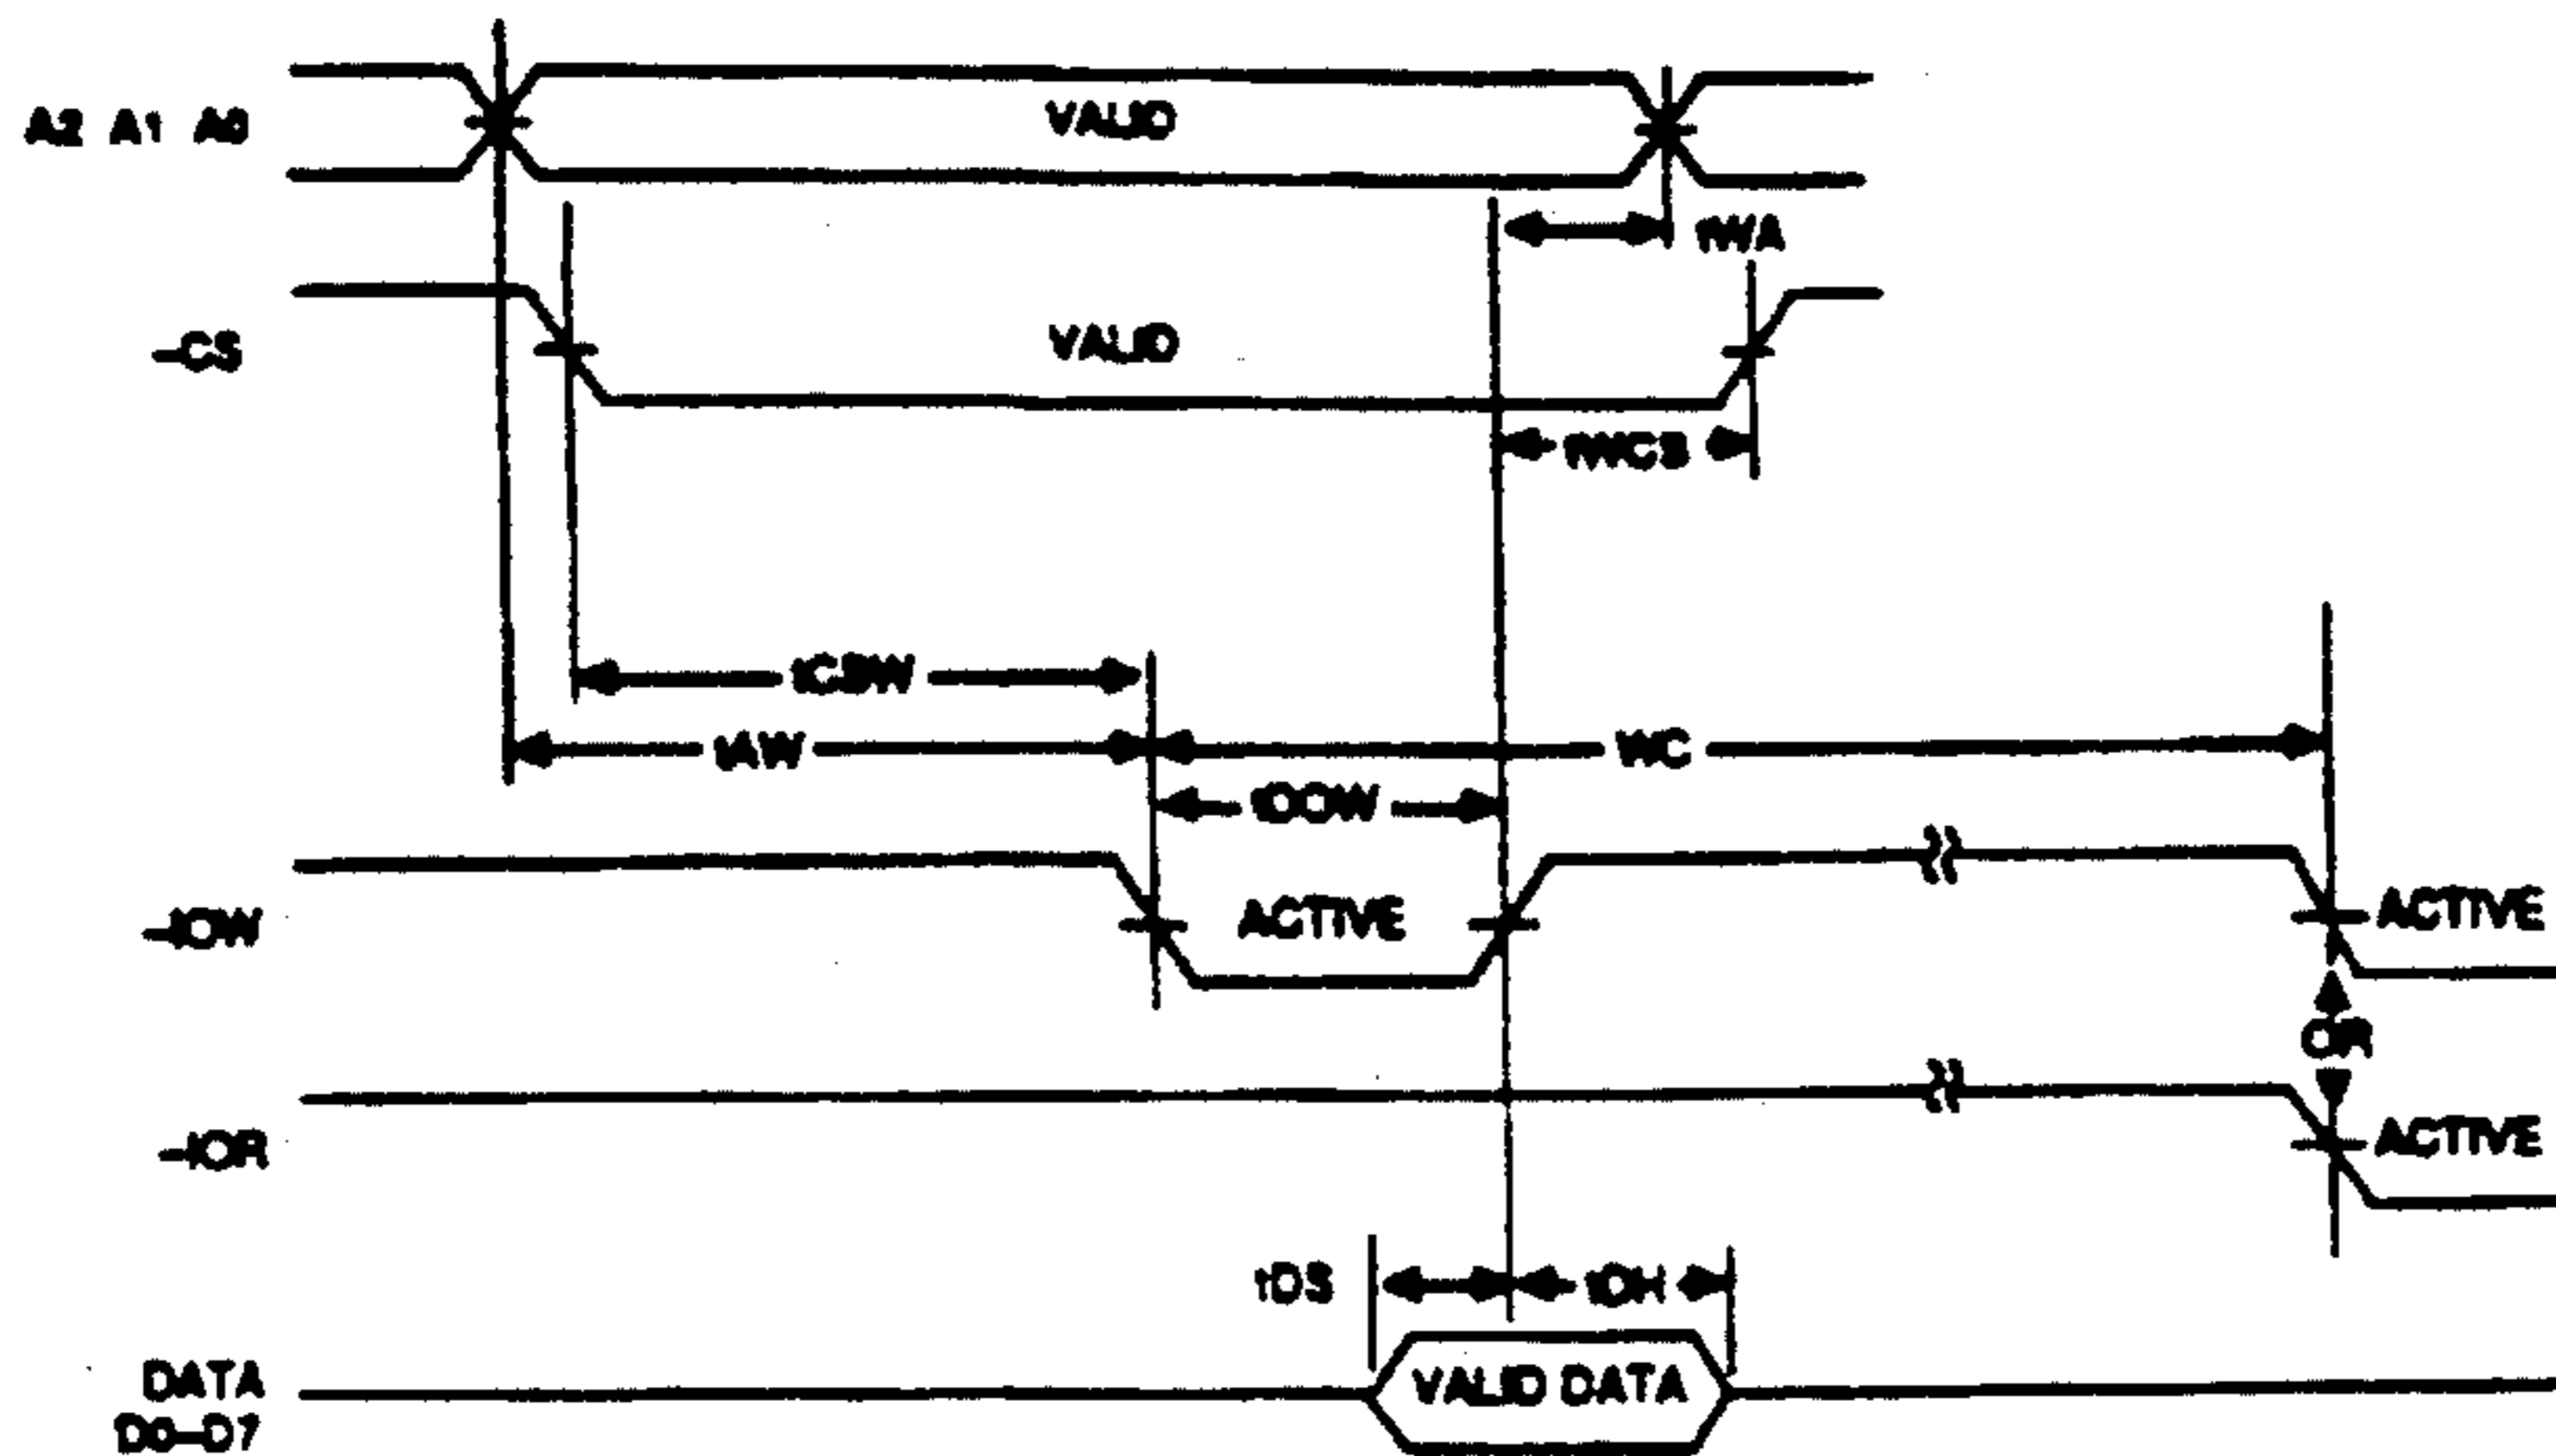 A2 A1 A0
VALID
tWA
–CS
VALID
tWCS
tCSW
tAW
WC
tDOW
–IOW
ACTIVE
ACTIVE
OR
–IOR
ACTIVE
tDS
tDH
DATA
D0–D7
VALID DATA